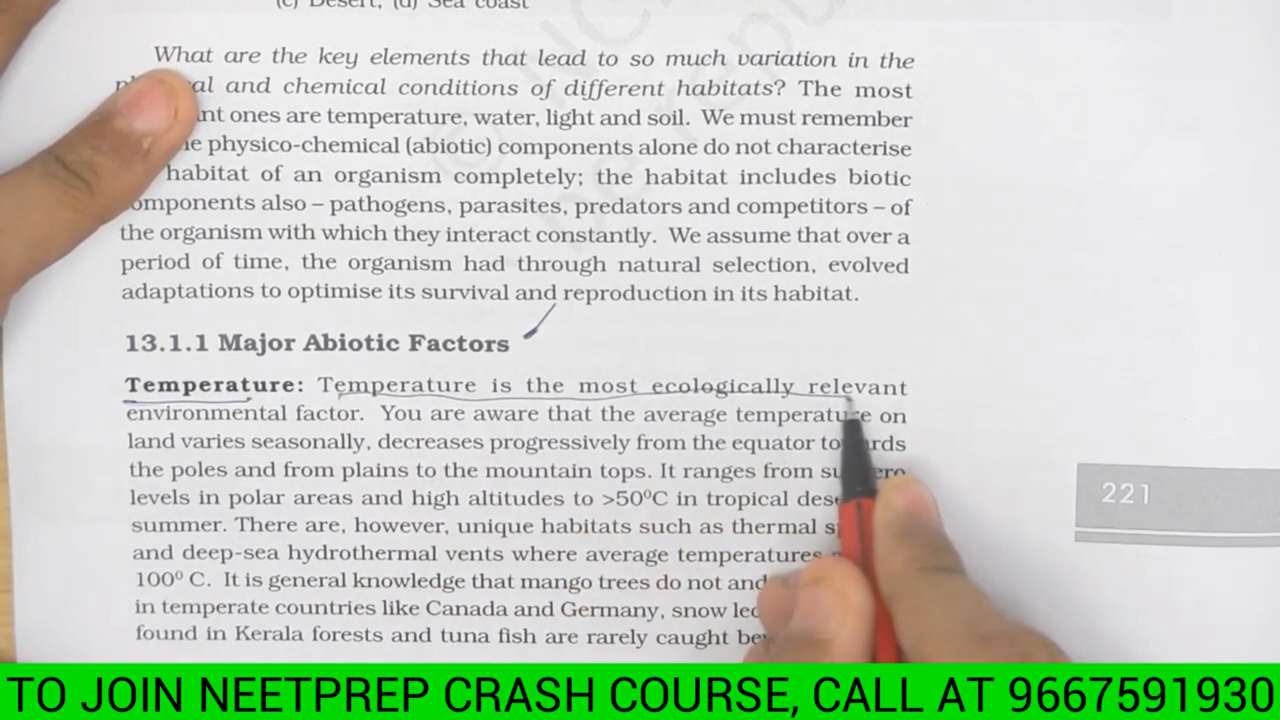 (c) Desert, (d) Sea coast
What are the key elements that lead to so much variation in the
and chemical conditions of different habitats? The most
ones are temperature, water, light and soil. We must remember
physico-chemical (abiotic) components alone do not characterise
habitat of an organism completely; the habitat includes biotic
components also – pathogens, parasites, predators and competitors – of
the organism with which they interact constantly. We assume that over a
period of time, the organism had through natural selection, evolved
adaptations to optimise its survival and reproduction in its habitat.
13.1.1 Major Abiotic Factors
Temperature: Temperature is the most ecologically relevant
environmental factor. You are aware that the average temperature on
land varies seasonally, decreases progressively from the equator towards
the poles and from plains to the mountain tops. It ranges from
levels in polar areas and high altitudes to >50⁰C in tropical
summer. There are, however, unique habitats such as thermal
and deep-sea hydrothermal vents where average temperatures
100⁰ C. It is general knowledge that mango trees do not and
in temperate countries like Canada and Germany, snow
found in Kerala forests and tuna fish are rarely caught
221
TO JOIN NEETPREP CRASH COURSE, CALL AT 9667591930